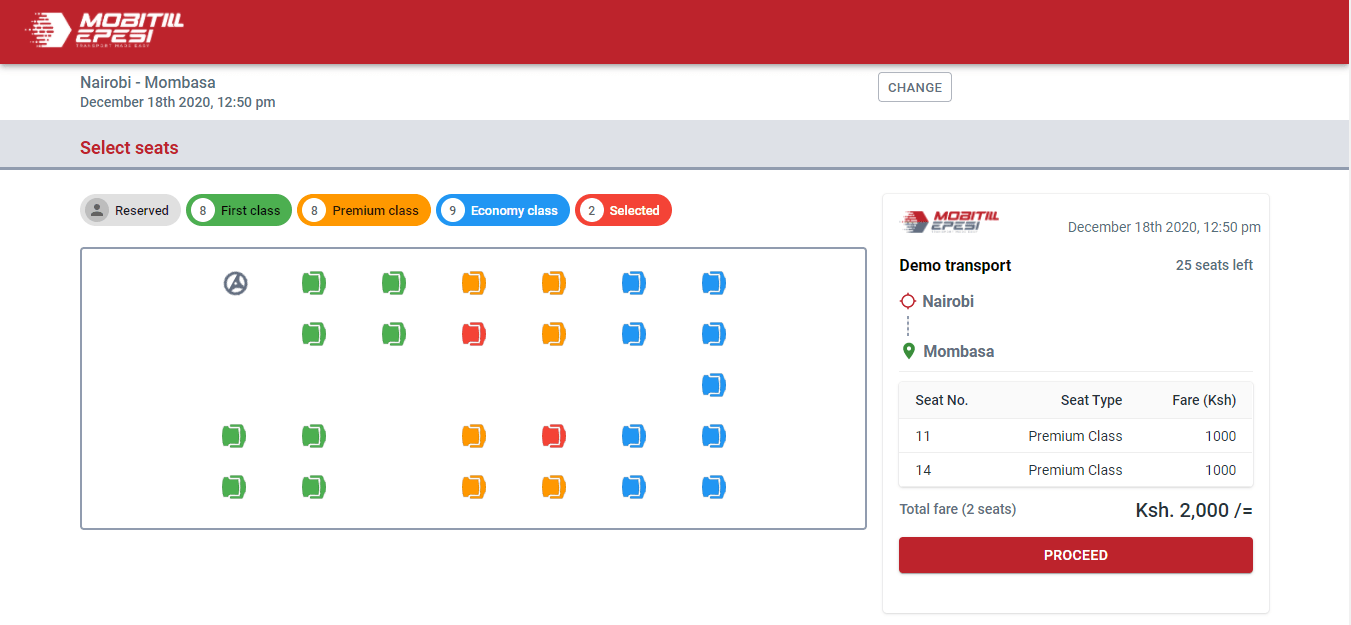 MOBITILL
EPESI
TRANSPORT MADE EASY
Nairobi - Mombasa
December 18th 2020, 12:50 pm
CHANGE
Select seats
Reserved
8 First class
8 Premium class
9 Economy class
2 Selected
MOBITILL
EPESI
December 18th 2020, 12:50 pm
Demo transport
25 seats left
Nairobi
Mombasa
Seat No. Seat Type Fare (Ksh)
11 Premium Class 1000
14 Premium Class 1000
Total fare (2 seats) Ksh. 2,000 /=
PROCEED